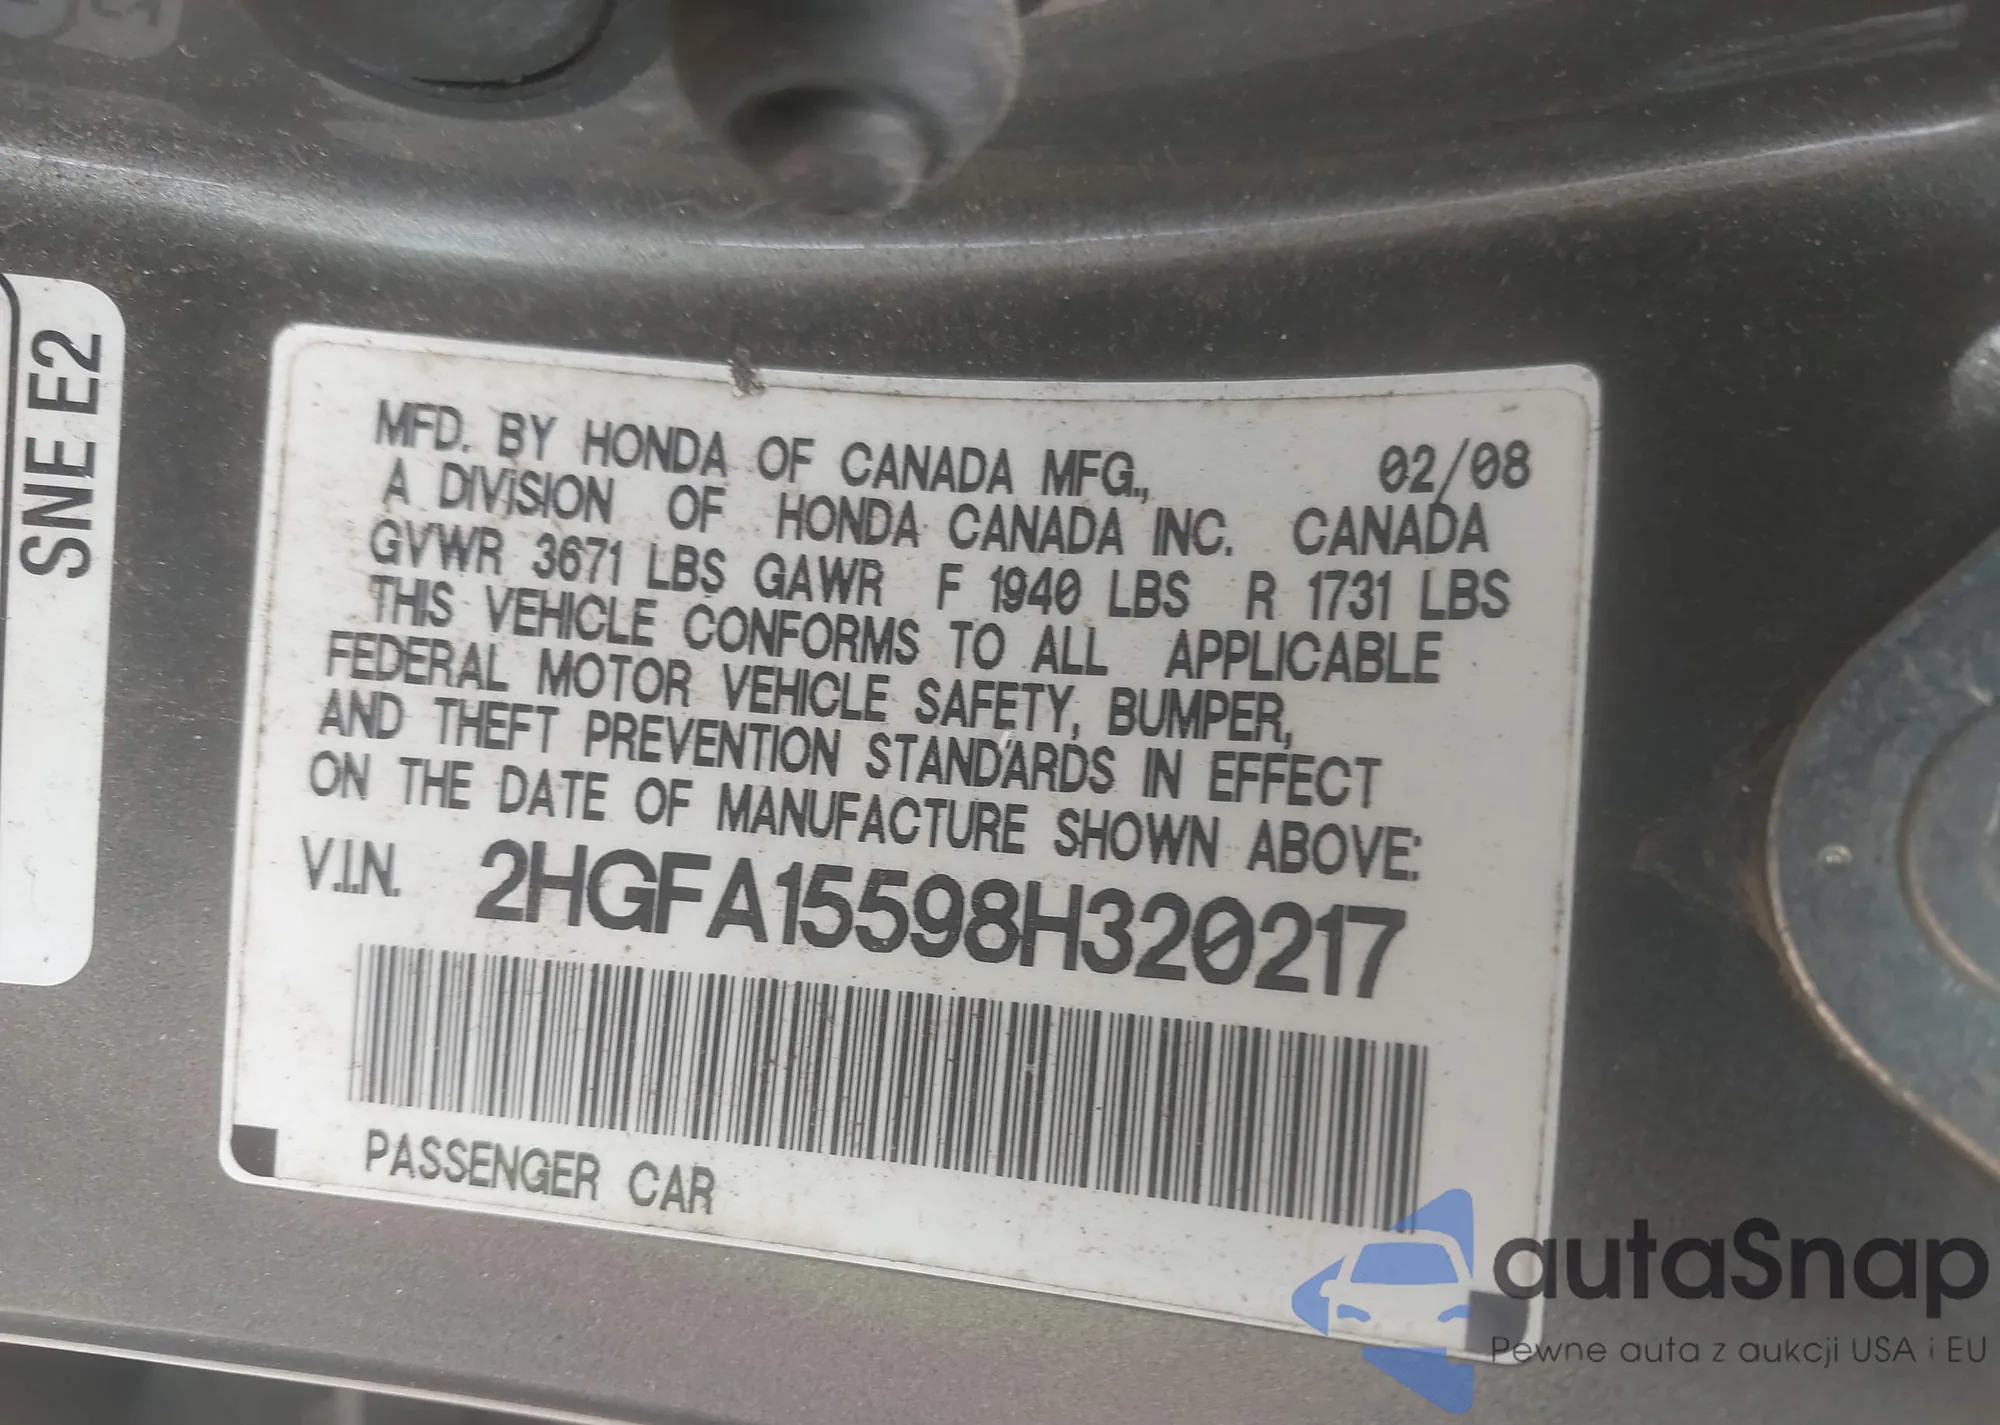 SNE E2
MFD. BY HONDA OF CANADA MFG., 02/08
A DIVISION OF HONDA CANADA INC. CANADA
GVWR 3671 LBS GAWR F 1940 LBS R 1731 LBS
THIS VEHICLE CONFORMS TO ALL APPLICABLE
FEDERAL MOTOR VEHICLE SAFETY, BUMPER,
AND THEFT PREVENTION STANDARDS IN EFFECT
ON THE DATE OF MANUFACTURE SHOWN ABOVE:
V.I.N. 2HGFA15598H320217
PASSENGER CAR
autaSnap
Pewne auta z aukcji USA i EU